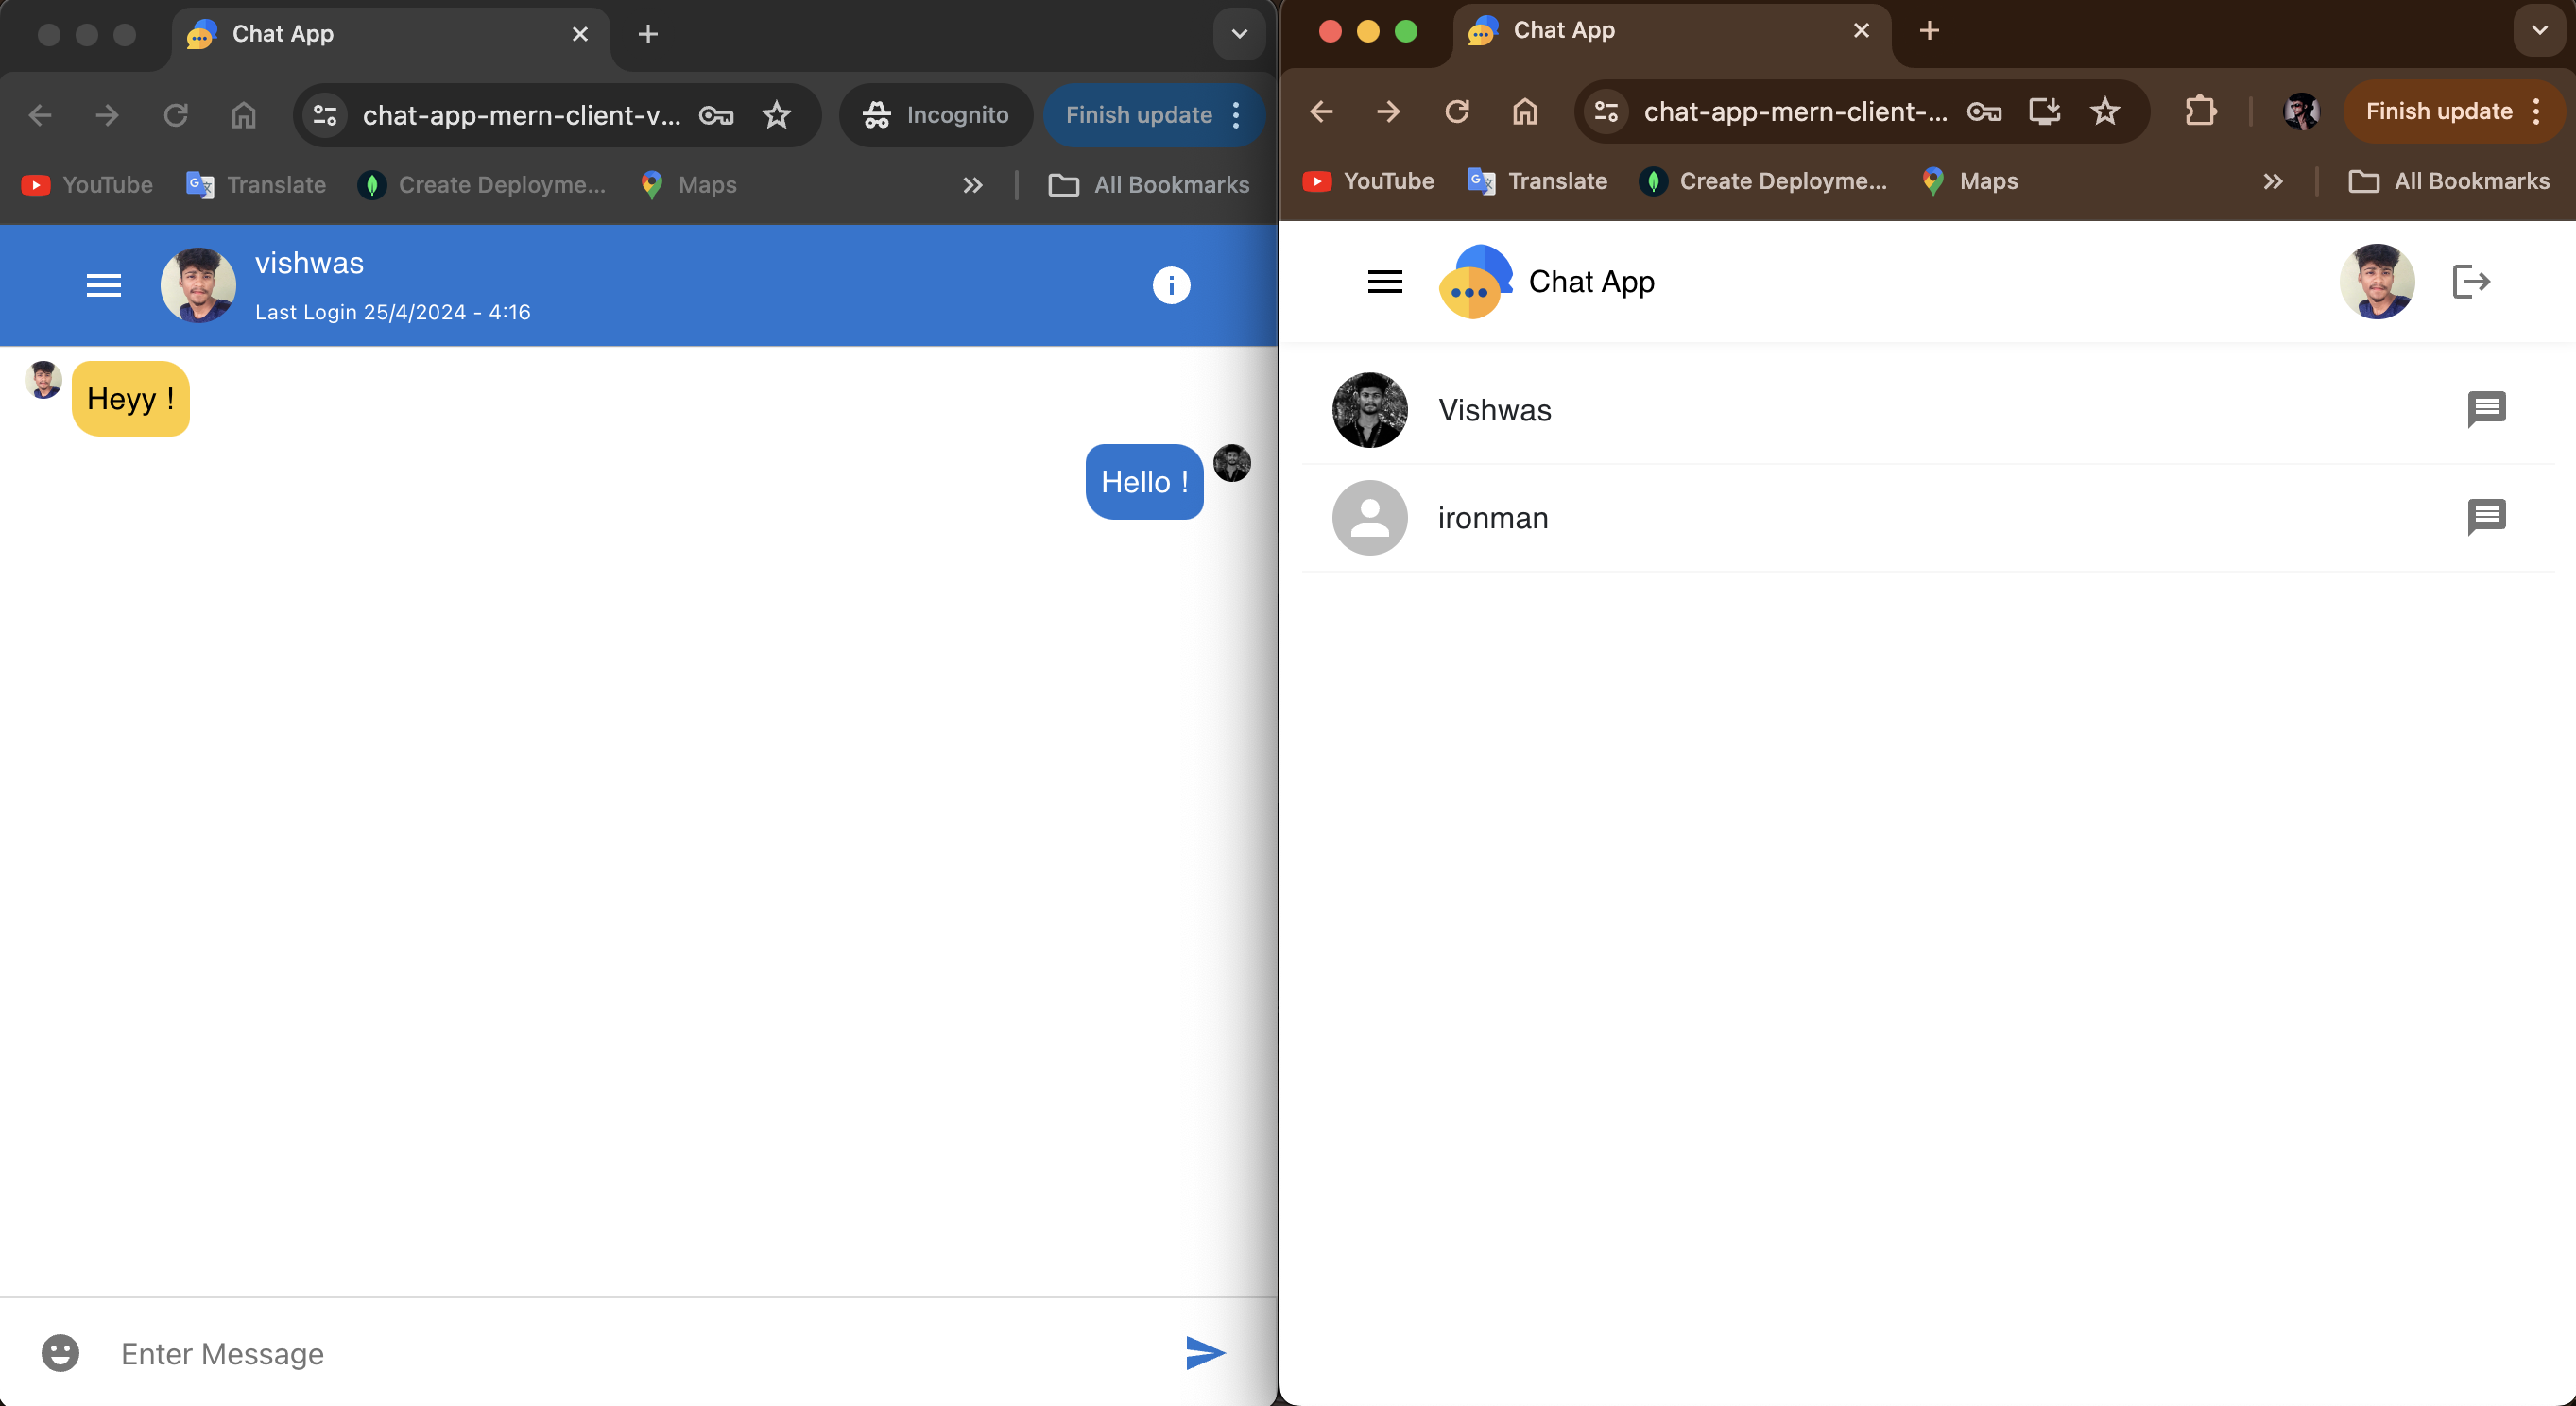 Chat App
chat-app-mern-client-v...
Incognito
Finish update
YouTube
Translate
Create Deployme...
Maps
All Bookmarks
vishwas
Last Login 25/4/2024 - 4:16
Heyy !
Hello !
Enter Message
Chat App
chat-app-mern-client-...
Finish update
YouTube
Translate
Create Deployme...
Maps
All Bookmarks
Chat App
Vishwas
ironman